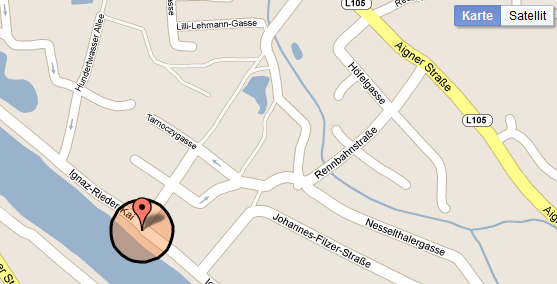 L105
Karte
Satellit
Lilli-Lehmann-Gasse
Hundertwasser Allee
Aigner Straße
Höfelgasse
L105
Tarnoczygasse
Rennbahnstraße
Ignaz-Rieder-Kai
Johannes-Filzer-Straße
Nesselthalergasse